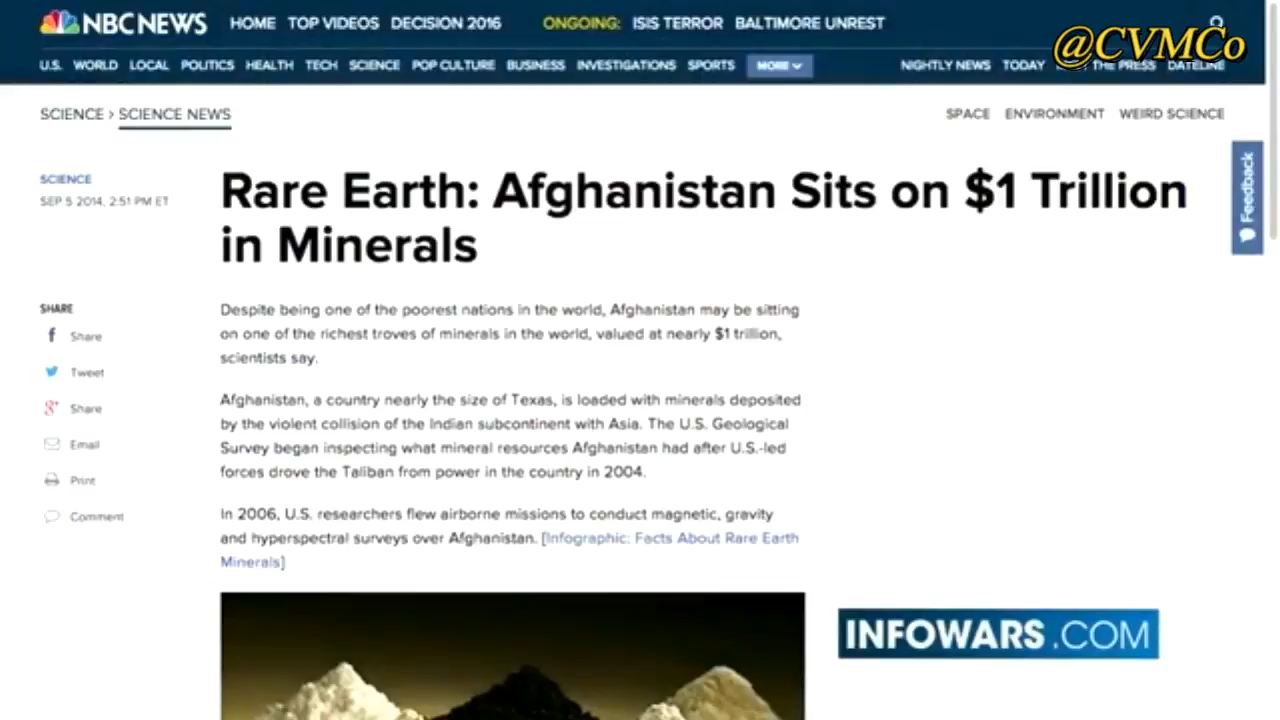 NBC NEWS HOME TOP VIDEOS DECISION 2016 ONGOING: ISIS TERROR BALTIMORE UNREST
@CVMCo
U.S. WORLD LOCAL POLITICS HEALTH TECH SCIENCE POP CULTURE BUSINESS INVESTIGATIONS SPORTS MORE NIGHTLY NEWS TODAY THE PRESS DATELINE
SCIENCE > SCIENCE NEWS SPACE ENVIRONMENT WEIRD SCIENCE
Feedback
SCIENCE
SEP 5 2014, 2:51 PM ET
Rare Earth: Afghanistan Sits on $1 Trillion
in Minerals
SHARE
Share
Tweet
Share
Email
Print
Comment
Despite being one of the poorest nations in the world, Afghanistan may be sitting
on one of the richest troves of minerals in the world, valued at nearly $1 trillion,
scientists say.
Afghanistan, a country nearly the size of Texas, is loaded with minerals deposited
by the violent collision of the Indian subcontinent with Asia. The U.S. Geological
Survey began inspecting what mineral resources Afghanistan had after U.S.-led
forces drove the Taliban from power in the country in 2004.
In 2006, U.S. researchers flew airborne missions to conduct magnetic, gravity
and hyperspectral surveys over Afghanistan. [Infographic: Facts About Rare Earth
Minerals]
INFOWARS.COM